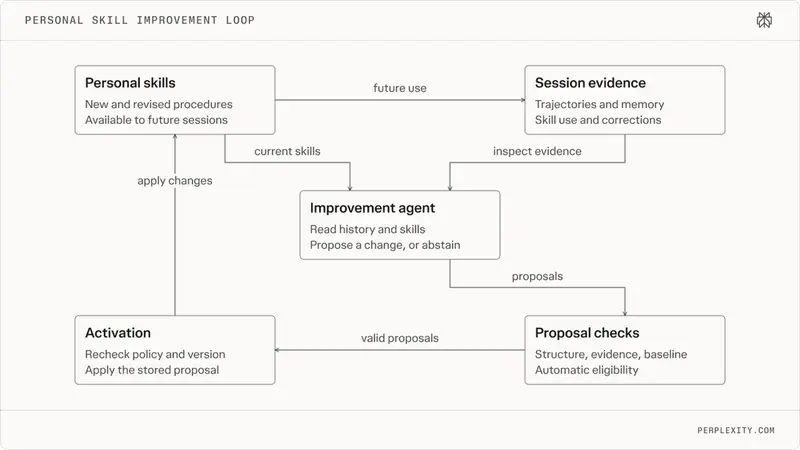 PERSONAL SKILL IMPROVEMENT LOOP
Personal skills
New and revised procedures
Available to future sessions
future use
Session evidence
Trajectories and memory
Skill use and corrections
current skills
inspect evidence
apply changes
Improvement agent
Read history and skills
Propose a change, or abstain
proposals
Activation
Recheck policy and version
Apply the stored proposal
valid proposals
Proposal checks
Structure, evidence, baseline
Automatic eligibility
PERPLEXITY.COM